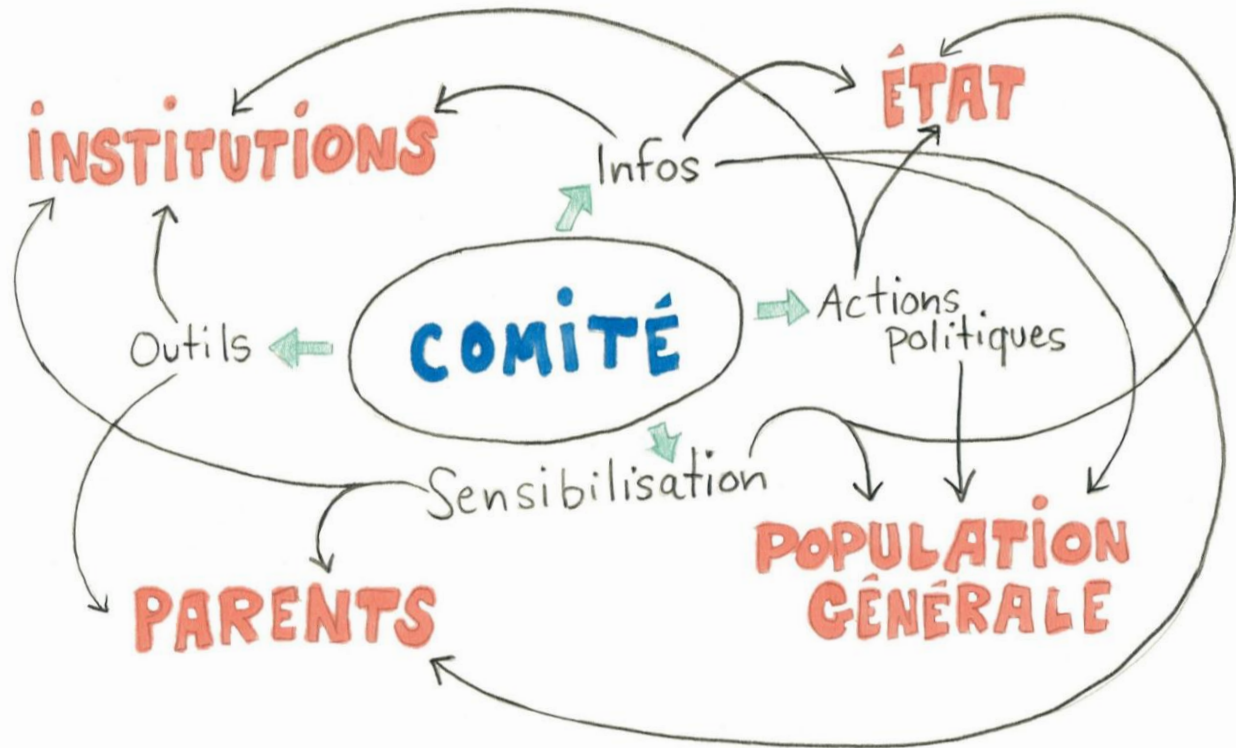 ÉTAT
INSTITUTIONS
Infos
COMITÉ
Actions
politiques
Outils
Sensibilisation
POPULATION
GÉNÉRALE
PARENTS